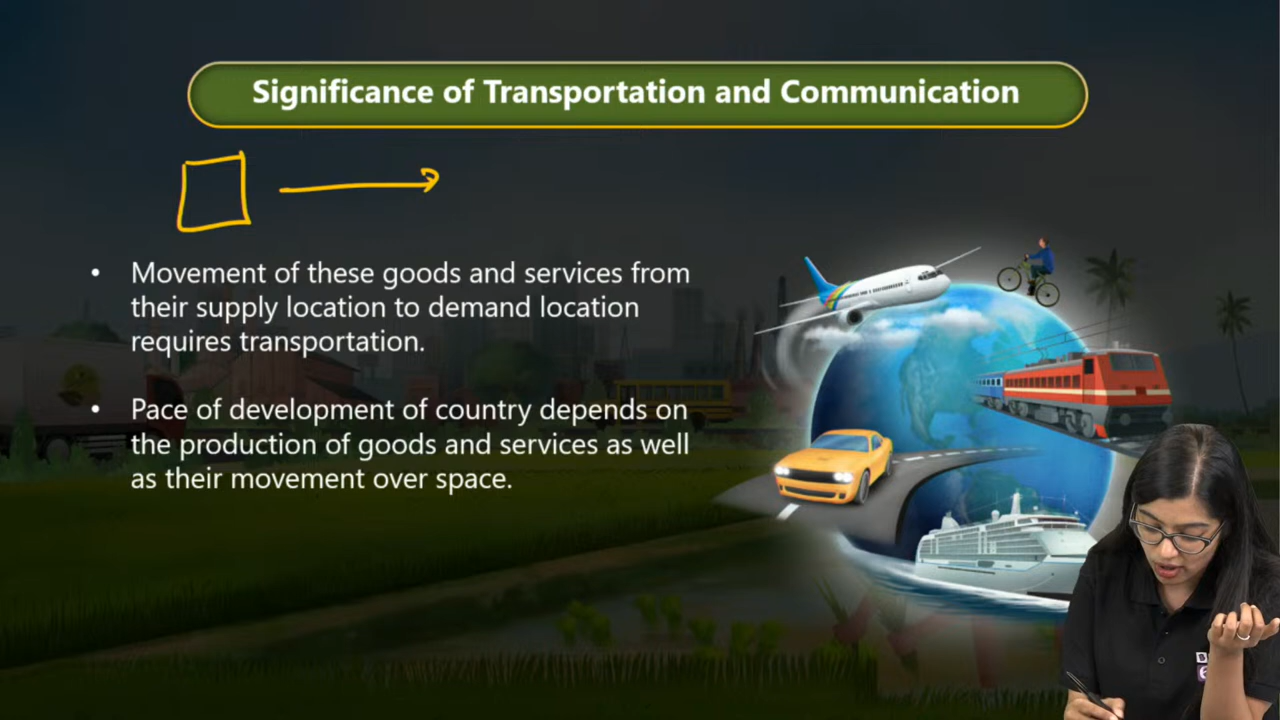 Significance of Transportation and Communication
• Movement of these goods and services from
their supply location to demand location
requires transportation.
• Pace of development of country depends on
the production of goods and services as well
as their movement over space.